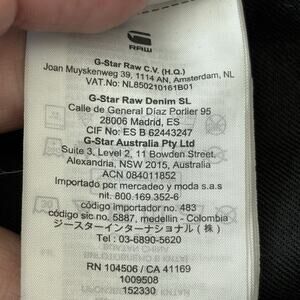 RAW
G-Star Raw C.V. (H.Q.)
Joan Muyskenweg 39, 1114 AN, Amsterdam, NL
VAT.No: NL850210161B01
G-Star Raw Denim SL
Calle de General Díaz Porlier 95
28006 Madrid, ES
CIF No: ES B 62443247
G-Star Australia Pty Ltd
Suite 3, Level 2, 11 Bowden Street
Alexandria, NSW 2015, Australia
ACN 084011852
Importado por mercadeo y moda s.a.s
nit. 800.169.352-6
código importador no. 483
código sic no. 5887, medellin - Colombia
ジースターインターナショナル (株)
Tel : 03-6890-5620
RN 104506 / CA 41169
1009508
152330